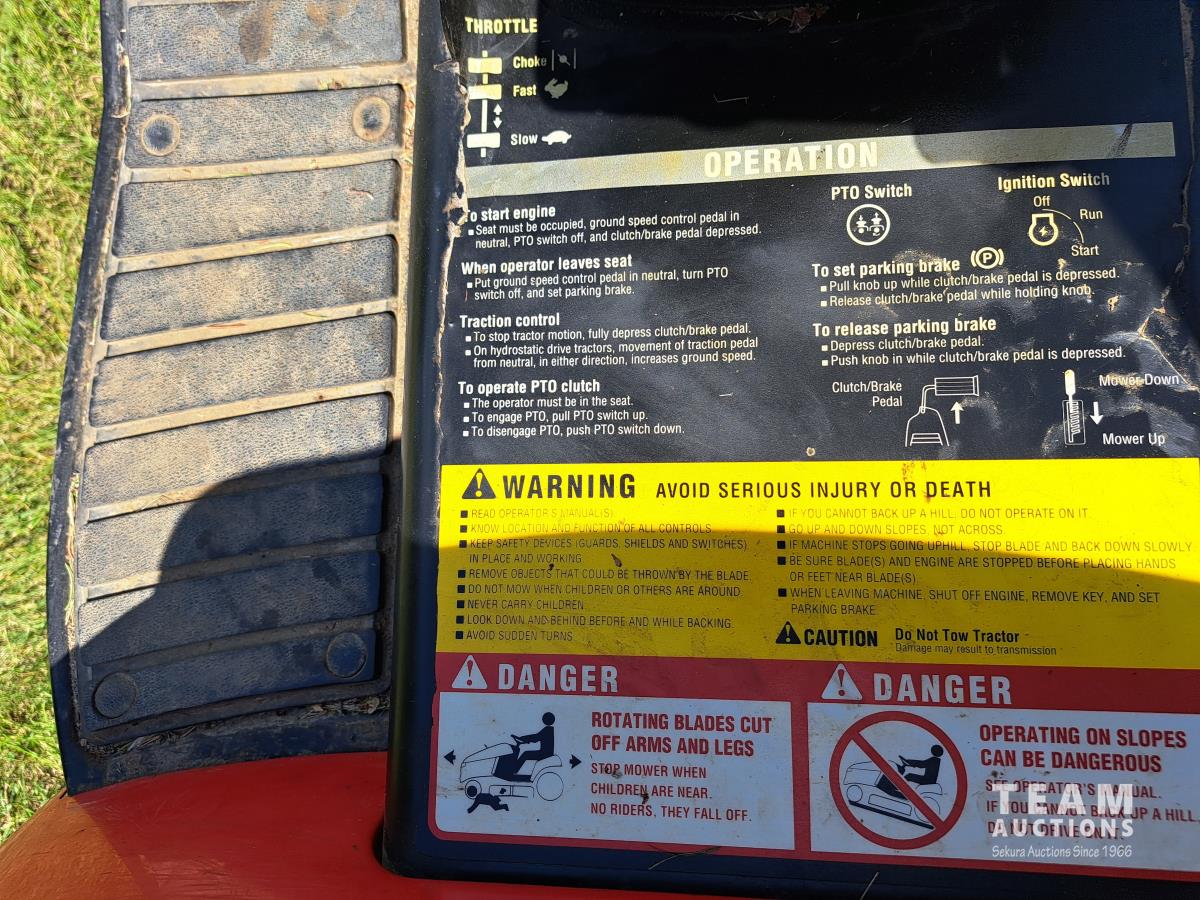 THROTTLE
Choke
Fast
Slow
OPERATION
To start engine
Seat must be occupied, ground speed control pedal in
neutral, PTO switch off, and clutch/brake pedal depressed.
When operator leaves seat
Put ground speed control pedal in neutral, turn PTO
switch off, and set parking brake.
Traction control
To stop tractor motion, fully depress clutch/brake pedal.
On hydrostatic drive tractors, movement of traction pedal
from neutral, in either direction, increases ground speed.
To operate PTO clutch
The operator must be in the seat.
To engage PTO, pull PTO switch up.
To disengage PTO, push PTO switch down.
PTO Switch
Ignition Switch
Off
Run
Start
To set parking brake (P)
Pull knob up while clutch/brake pedal is depressed.
Release clutch/brake pedal while holding knob.
To release parking brake
Depress clutch/brake pedal.
Push knob in while clutch/brake pedal is depressed.
Clutch/Brake
Pedal
Mower Down
Mower Up
WARNING AVOID SERIOUS INJURY OR DEATH
READ OPERATOR'S MANUAL(S).
KNOW LOCATION AND FUNCTION OF ALL CONTROLS.
KEEP SAFETY DEVICES (GUARDS, SHIELDS AND SWITCHES)
IN PLACE AND WORKING.
REMOVE OBJECTS THAT COULD BE THROWN BY THE BLADE.
DO NOT MOW WHEN CHILDREN OR OTHERS ARE AROUND.
NEVER CARRY CHILDREN.
LOOK DOWN AND BEHIND BEFORE AND WHILE BACKING.
AVOID SUDDEN TURNS.
IF YOU CANNOT BACK UP A HILL, DO NOT OPERATE ON IT.
GO UP AND DOWN SLOPES, NOT ACROSS.
IF MACHINE STOPS GOING UPHILL, STOP BLADE AND BACK DOWN SLOWLY.
BE SURE BLADE(S) AND ENGINE ARE STOPPED BEFORE PLACING HANDS
OR FEET NEAR BLADE(S).
WHEN LEAVING MACHINE, SHUT OFF ENGINE, REMOVE KEY, AND SET
PARKING BRAKE.
CAUTION Do Not Tow Tractor
Damage may result to transmission
DANGER
ROTATING BLADES CUT
OFF ARMS AND LEGS
STOP MOWER WHEN
CHILDREN ARE NEAR.
NO RIDERS, THEY FALL OFF.
DANGER
OPERATING ON SLOPES
CAN BE DANGEROUS
SEE OPERATOR'S MANUAL.
IF YOU CANNOT BACK UP A HILL,
DO NOT DRIVE ON IT.
TEAM
AUCTIONS
Sekura Auctions Since 1966